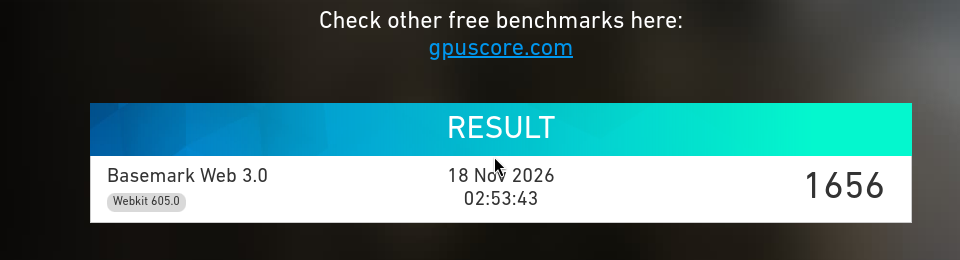 Check other free benchmarks here:
gpuscore.com
RESULT
Basemark Web 3.0
Webkit 605.0
18 Nov 2026
02:53:43
1656